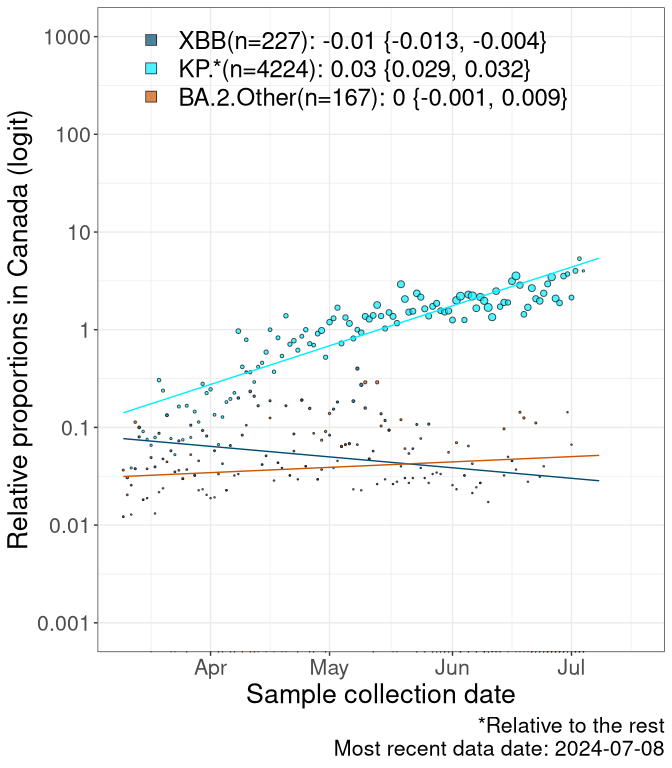 XBB(n=227): -0.01 {-0.013, -0.004}
KP.*(n=4224): 0.03 {0.029, 0.032}
BA.2.Other(n=167): 0 {-0.001, 0.009}
Relative proportions in Canada (logit)
1000
100
10
1
0.1
0.01
0.001
Apr May Jun Jul
Sample collection date
*Relative to the rest
Most recent data date: 2024-07-08